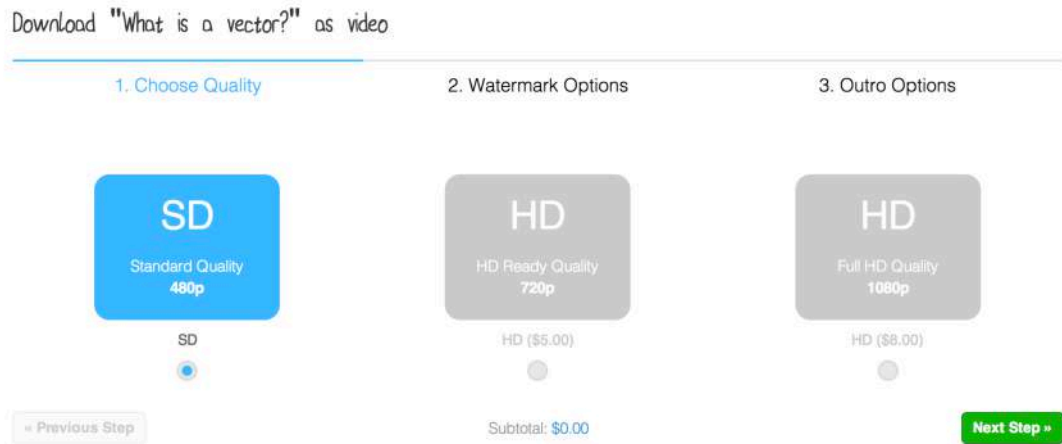 Download "What is a vector?" as video
1. Choose Quality
2. Watermark Options
3. Outro Options
SD
Standard Quality
480p
SD
HD
HD Ready Quality
720p
HD ($5.00)
HD
Full HD Quality
1080p
HD ($8.00)
« Previous Step
Subtotal: $0.00
Next Step »